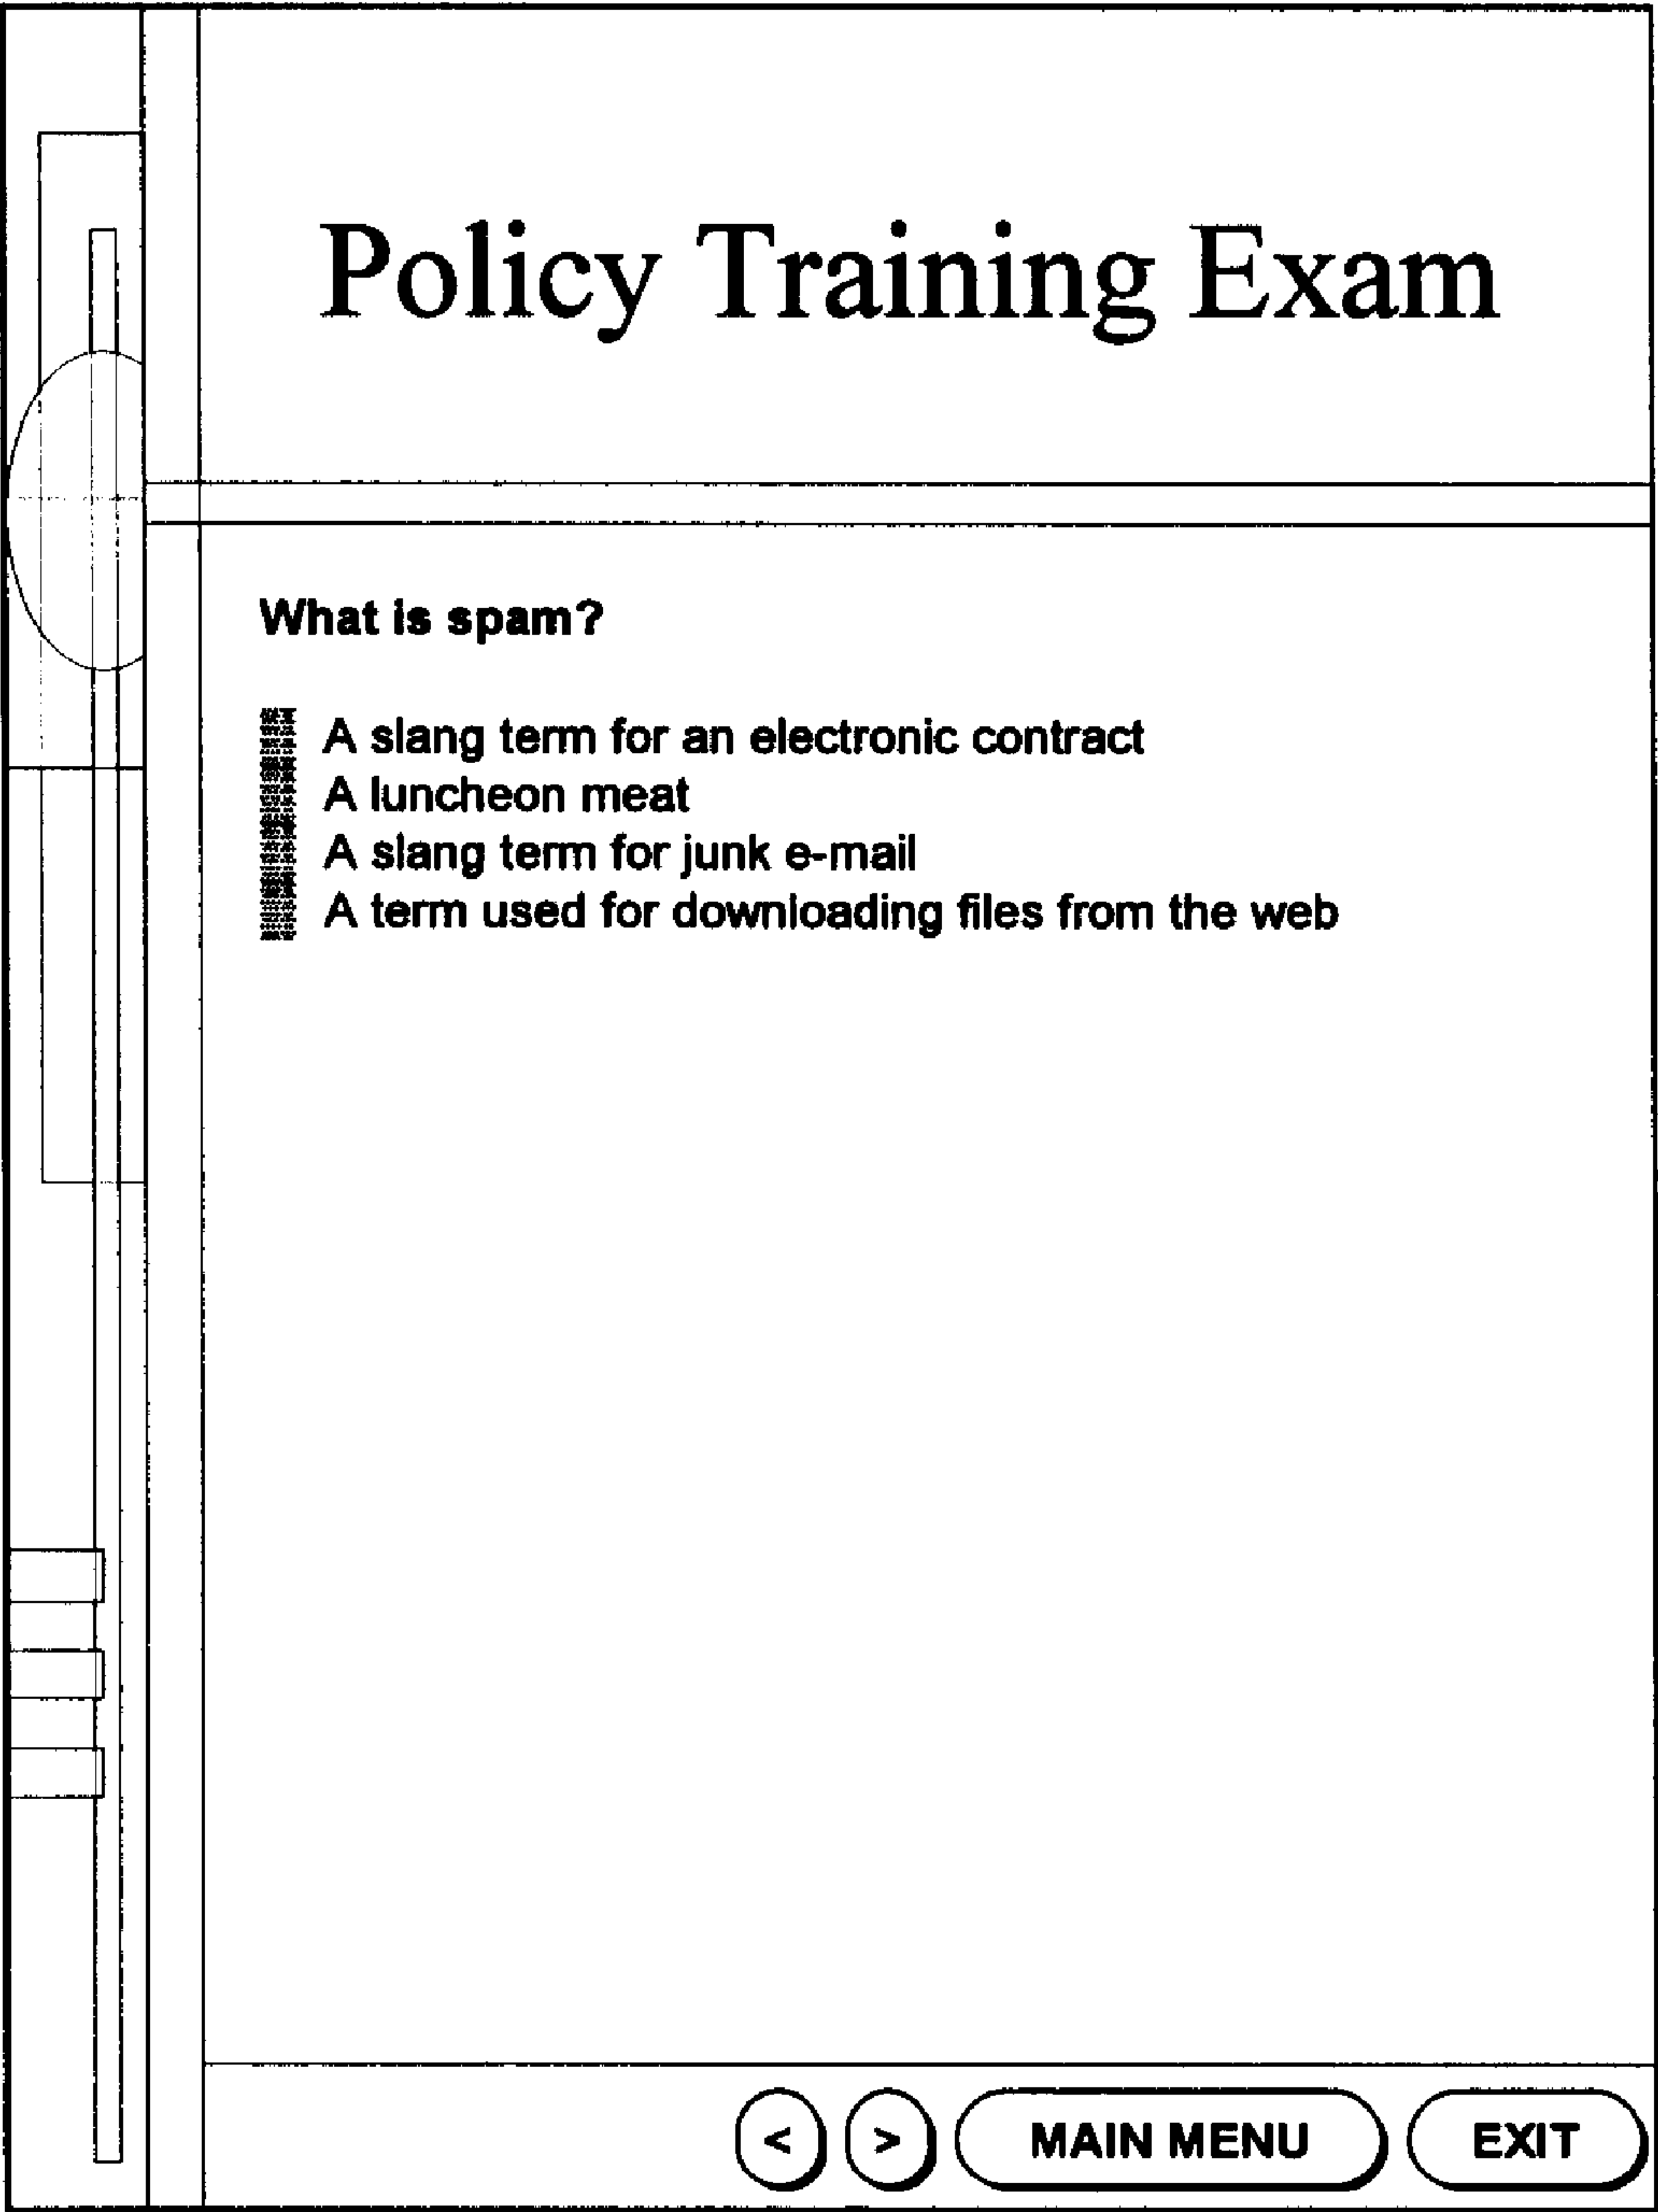 Policy Training Exam
What is spam?
A slang term for an electronic contract
A luncheon meat
A slang term for junk e-mail
A term used for downloading files from the web
< > MAIN MENU EXIT